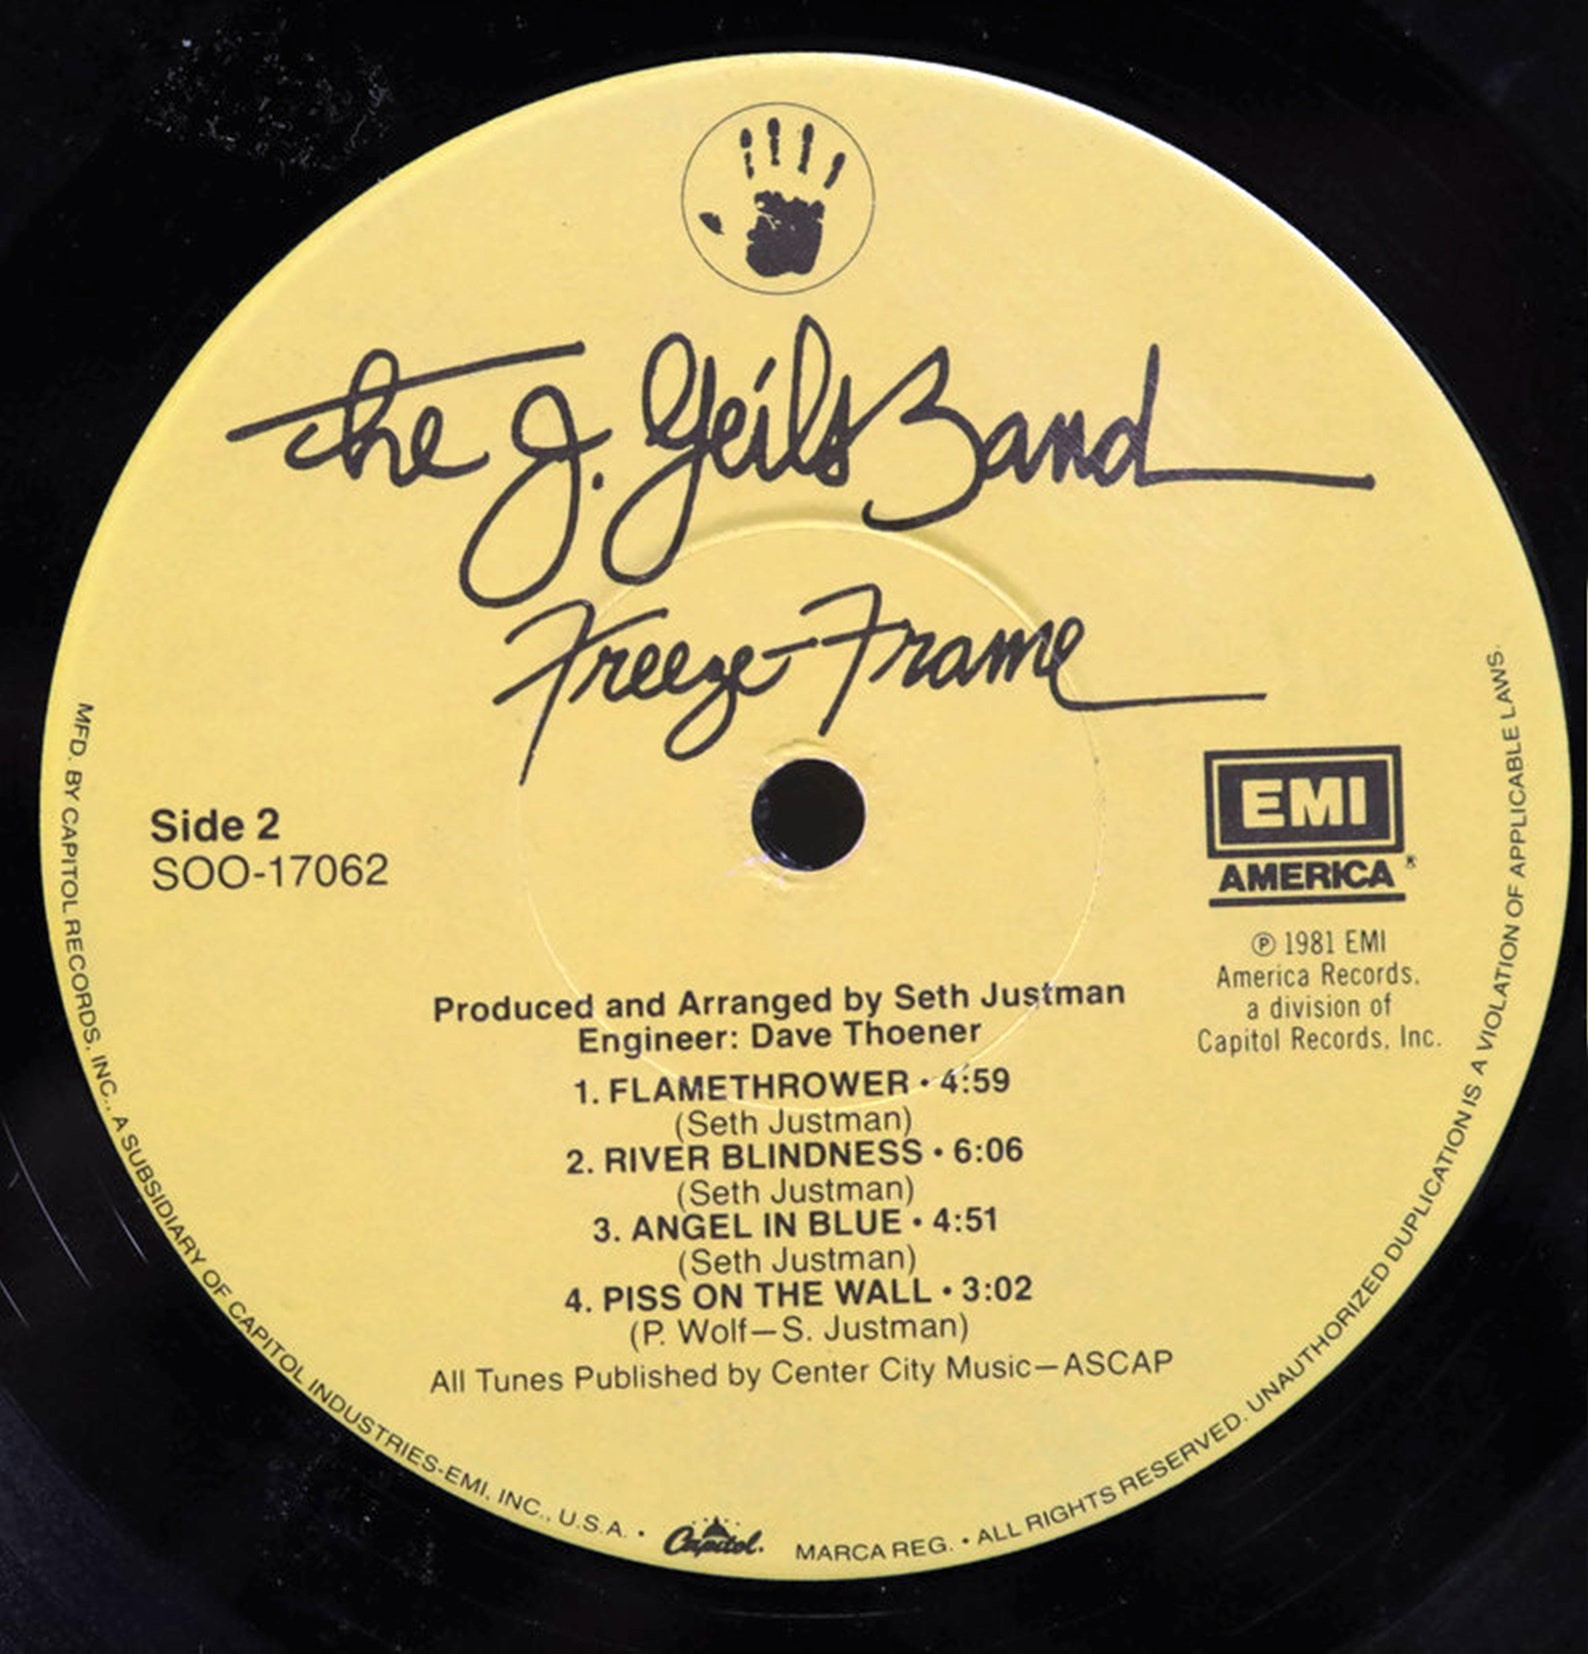 the J. Geils Band
Freeze-Frame
Side 2
SOO-17062
EMI
AMERICA®
℗ 1981 EMI
America Records,
a division of
Capitol Records, Inc.
Produced and Arranged by Seth Justman
Engineer: Dave Thoener
1. FLAMETHROWER • 4:59
(Seth Justman)
2. RIVER BLINDNESS • 6:06
(Seth Justman)
3. ANGEL IN BLUE • 4:51
(Seth Justman)
4. PISS ON THE WALL • 3:02
(P. Wolf—S. Justman)
All Tunes Published by Center City Music—ASCAP
MFD. BY CAPITOL RECORDS, INC., A SUBSIDIARY OF CAPITOL INDUSTRIES-EMI, INC., U.S.A. • Capitol. MARCA REG. • ALL RIGHTS RESERVED. UNAUTHORIZED DUPLICATION IS A VIOLATION OF APPLICABLE LAWS.